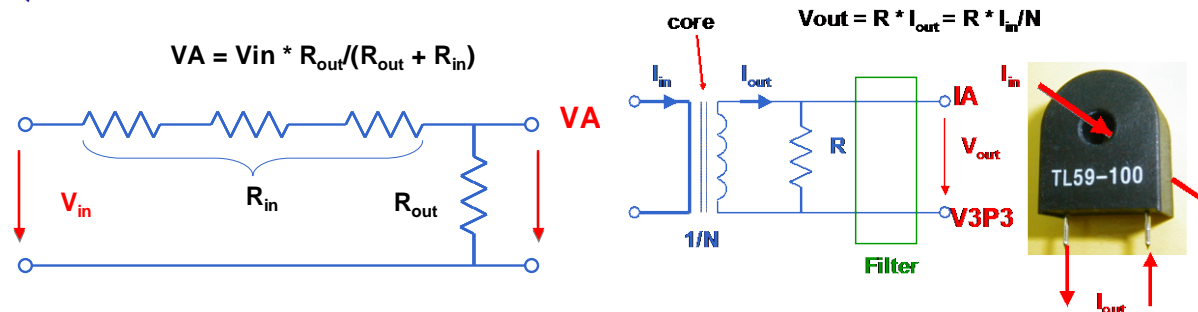 VA = Vin * Rout/(Rout + Rin)
VA
Vin
Rin
Rout
core
Vout = R * Iout = R * Iin/N
Iin
Iout
IA
R
Vout
V3P3
1/N
Filter
Iin
TL59-100
Iout